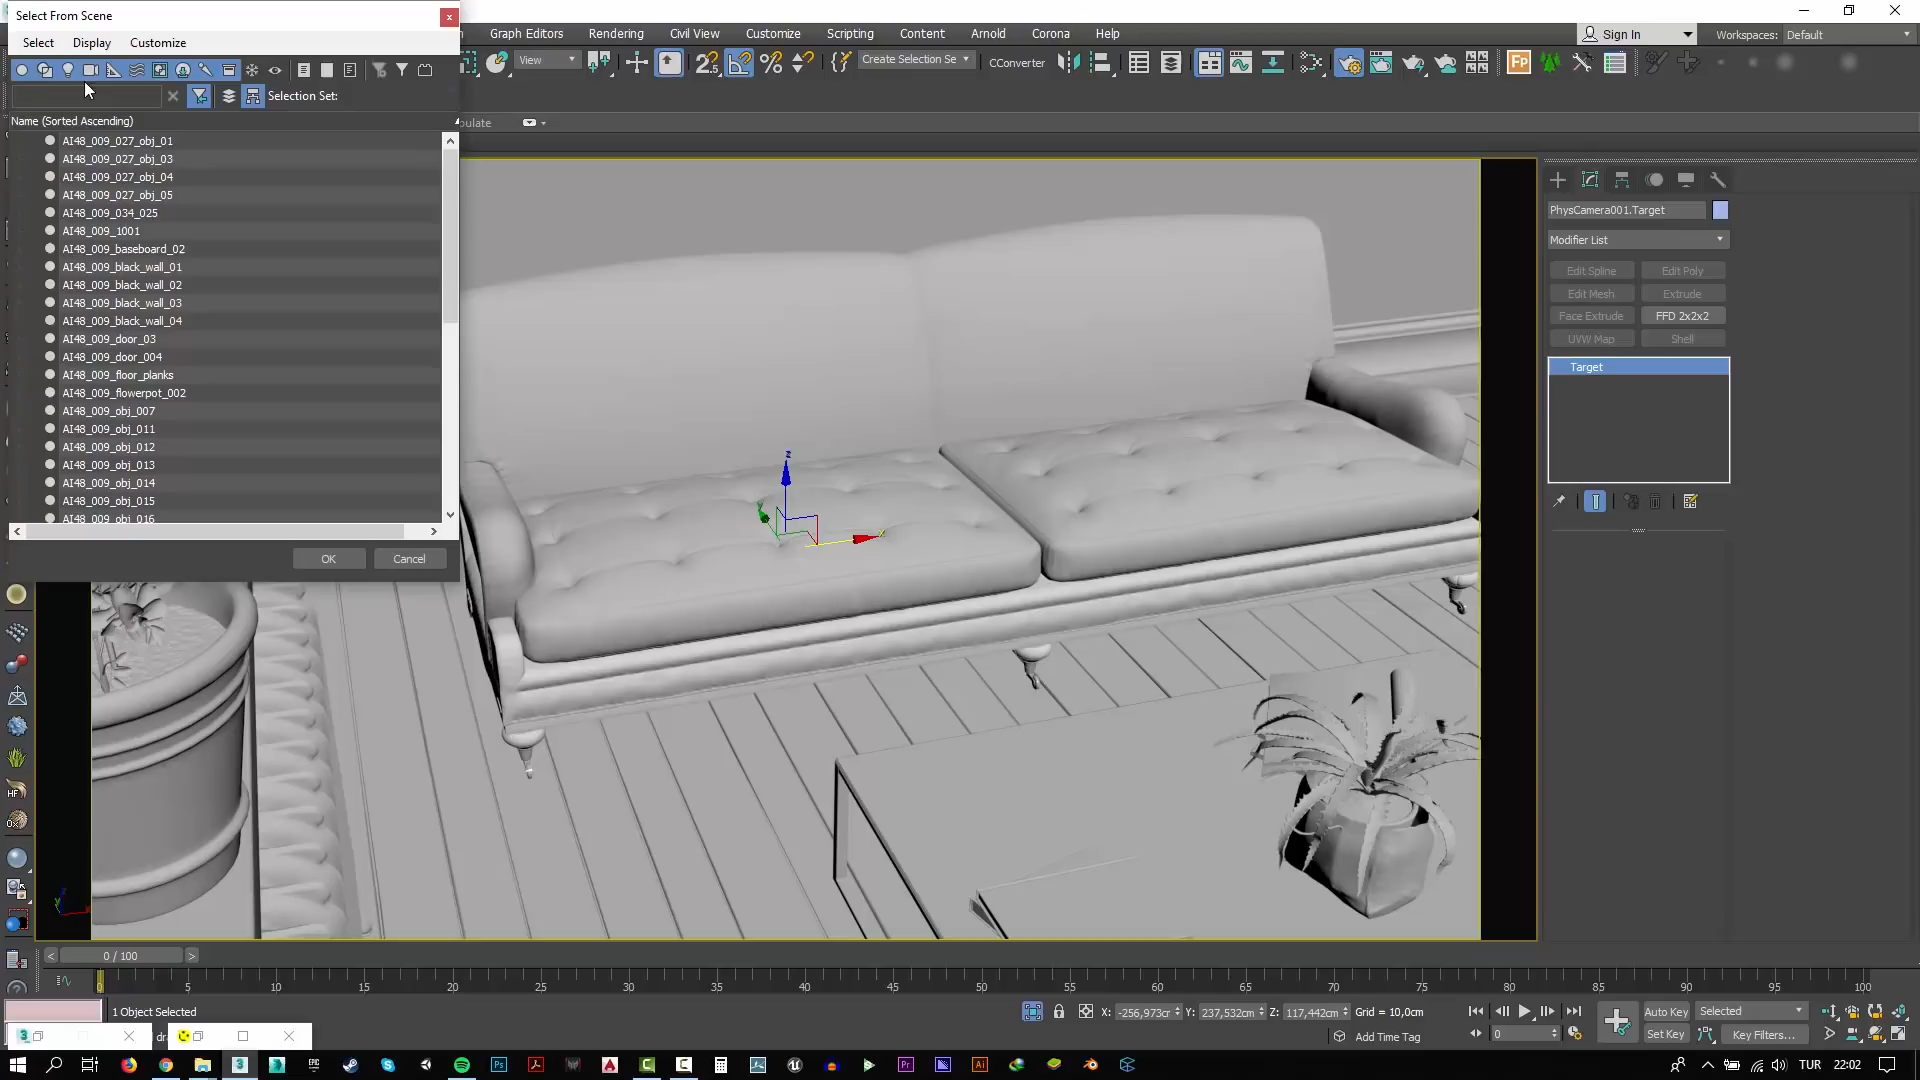 Select From Scene
Select Display Customize
Graph Editors Rendering Civil View Customize Scripting Content Arnold Corona Help
Sign In Workspaces: Default
View Create Selection Se CConverter
Selection Set:
Name (Sorted Ascending)
ulate
AI48_009_027_obj_01
AI48_009_027_obj_03
AI48_009_027_obj_04
AI48_009_027_obj_05
AI48_009_034_025
AI48_009_1001
AI48_009_baseboard_02
AI48_009_black_wall_01
AI48_009_black_wall_02
AI48_009_black_wall_03
AI48_009_black_wall_04
AI48_009_door_03
AI48_009_door_004
AI48_009_floor_planks
AI48_009_flowerpot_002
AI48_009_obj_007
AI48_009_obj_011
AI48_009_obj_012
AI48_009_obj_013
AI48_009_obj_014
AI48_009_obj_015
AI48_009_obj_016
OK Cancel
PhysCamera001.Target
Modifier List
Edit Spline Edit Poly
Edit Mesh Extrude
Face Extrude FFD 2x2x2
UVW Map Shell
Target
z
x
0 / 100
0 5 10 15 20 25 30 35 40 45 50 55 60 65 70 75 80 85 90 95 100
1 Object Selected
X: -256,973cr Y: 237,532cm Z: 117,442cm Grid = 10,0cm
Auto Key Selected
dra
Add Time Tag
0
Set Key Key Filters...
TUR 22:02